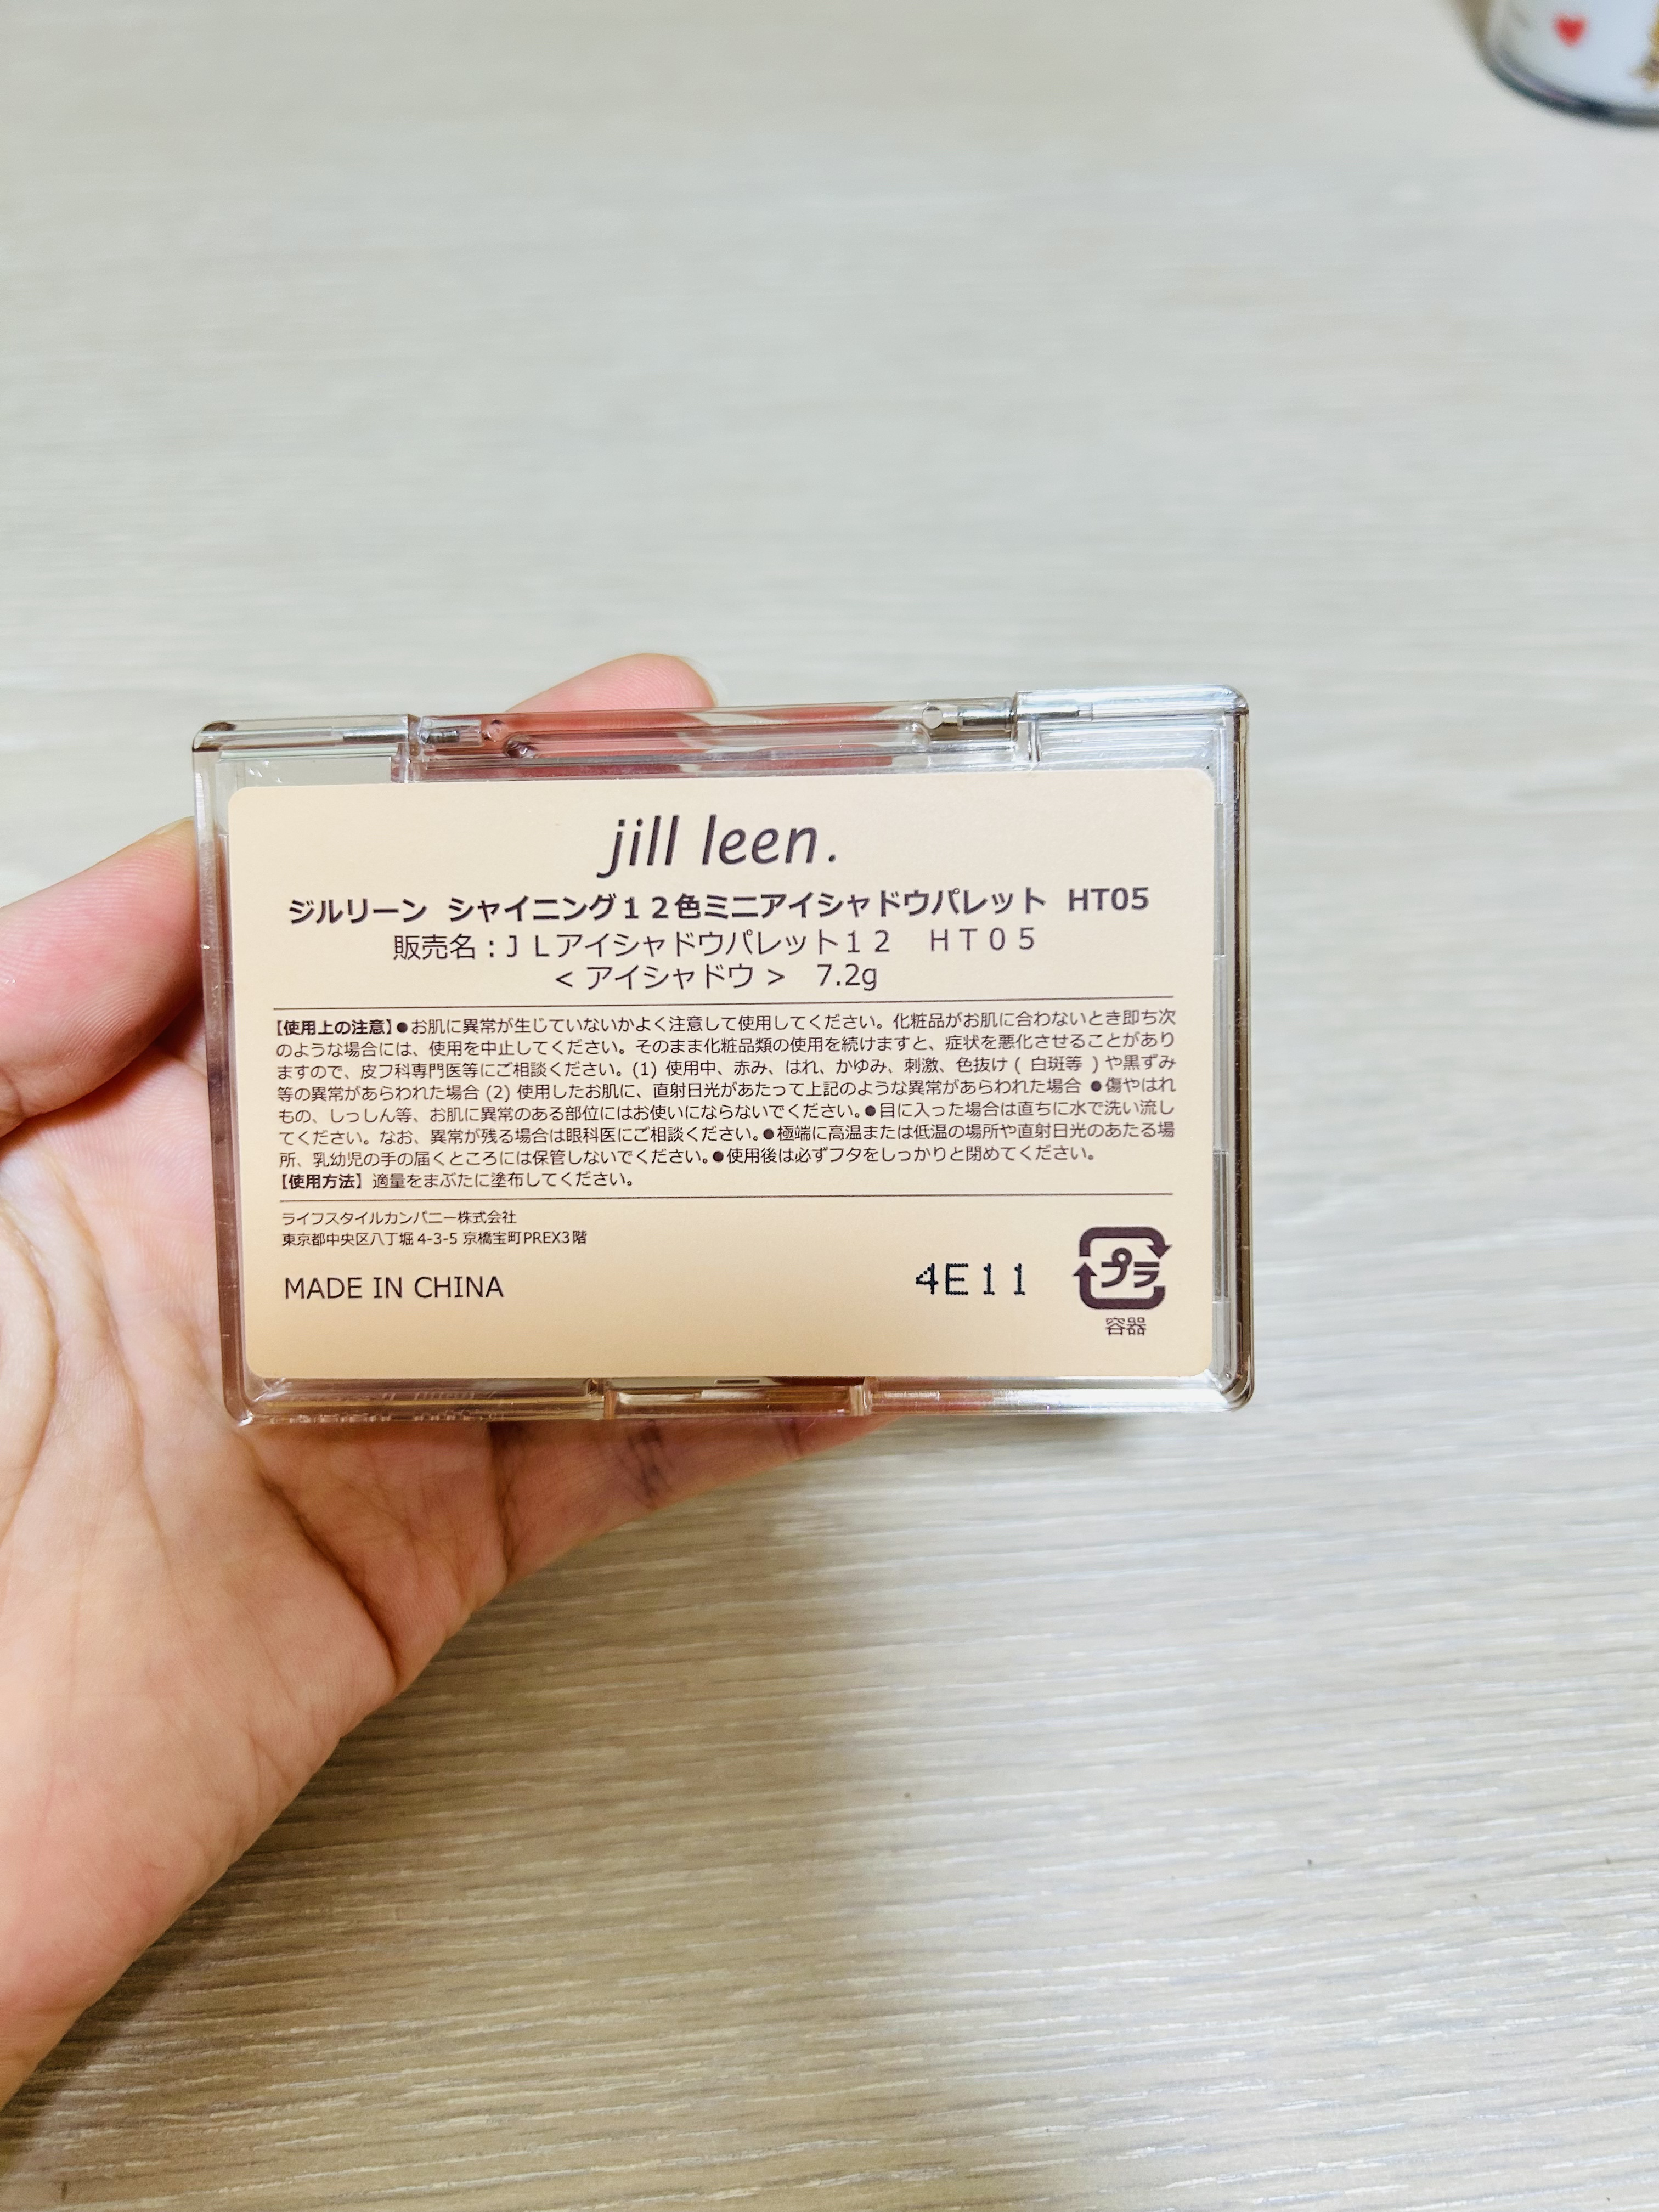 jill leen.
ジルリーン シャイニング12色ミニアイシャドウパレット HT05
販売名:JLアイシャドウパレット12 HT05
<アイシャドウ> 7.2g
【使用上の注意】●お肌に異常が生じていないかよく注意して使用してください。化粧品がお肌に合わないとき即ち次
のような場合には、使用を中止してください。そのまま化粧品類の使用を続けますと、症状を悪化させることがあり
ますので、皮フ科専門医等にご相談ください。(1) 使用中、赤み、はれ、かゆみ、刺激、色抜け ( 白斑等 ) や黒ずみ
等の異常があらわれた場合 (2) 使用したお肌に、直射日光があたって上記のような異常があらわれた場合 ●傷やはれ
もの、しっしん等、お肌に異常のある部位にはお使いにならないでください。●目に入った場合は直ちに水で洗い流し
てください。なお、異常が残る場合は眼科医にご相談ください。●極端に高温または低温の場所や直射日光のあたる場
所、乳幼児の手の届くところには保管しないでください。●使用後は必ずフタをしっかりと閉めてください。
【使用方法】適量をまぶたに塗布してください。
ライフスタイルカンパニー株式会社
東京都中央区八丁堀 4-3-5 京橋宝町PREX3階
MADE IN CHINA
4E11
プラ
容器